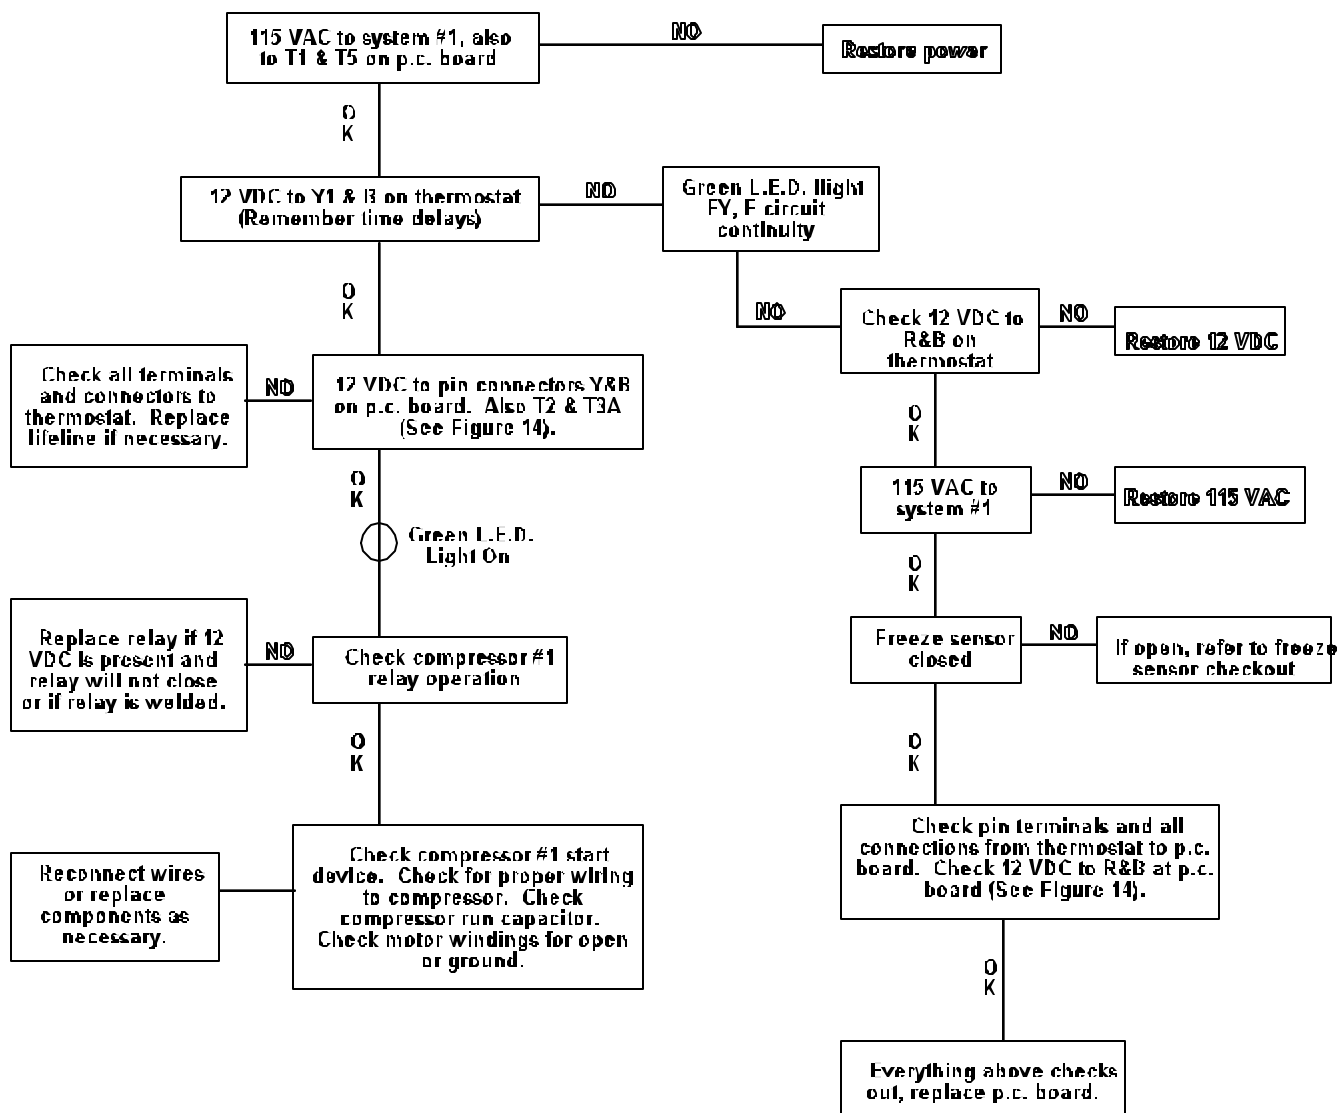 115 VAC to system #1, also
to T1 & T5 on p.c. board
NO
Restore power
O
K
12 VDC to Y1 & B on thermostat
(Remember time delays)
NO
Green L.E.D. light
FY, F circuit
continuity
O
K
NO
Check 12 VDC to
R&B on
thermostat
NO
Restore 12 VDC
Check all terminals
and connectors to
thermostat. Replace
lifeline if necessary.
NO
12 VDC to pin connectors Y&B
on p.c. board. Also T2 & T3A
(See Figure 14).
O
K
O
K
115 VAC to
system #1
NO
Restore 115 VAC
Green L.E.D.
Light On
O
K
Replace relay if 12
VDC is present and
relay will not close
or if relay is welded.
NO
Check compressor #1
relay operation
Freeze sensor
closed
NO
If open, refer to freeze
sensor checkout
O
K
O
K
Reconnect wires
or replace
components as
necessary.
Check compressor #1 start
device. Check for proper wiring
to compressor. Check
compressor run capacitor.
Check motor windings for open
or ground.
Check pin terminals and all
connections from thermostat to p.c.
board. Check 12 VDC to R&B at p.c.
board (See Figure 14).
O
K
Everything above checks
out, replace p.c. board.